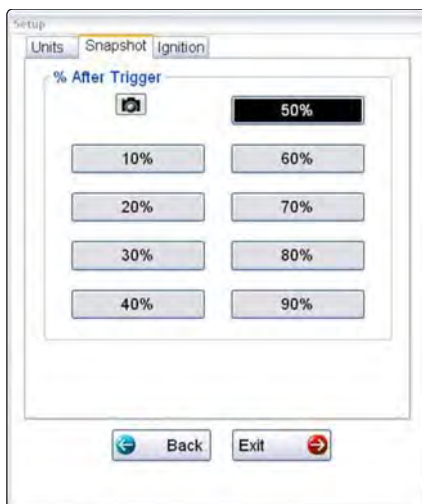 Setup
Units Snapshot Ignition
% After Trigger
50%
10% 60%
20% 70%
30% 80%
40% 90%
Back Exit